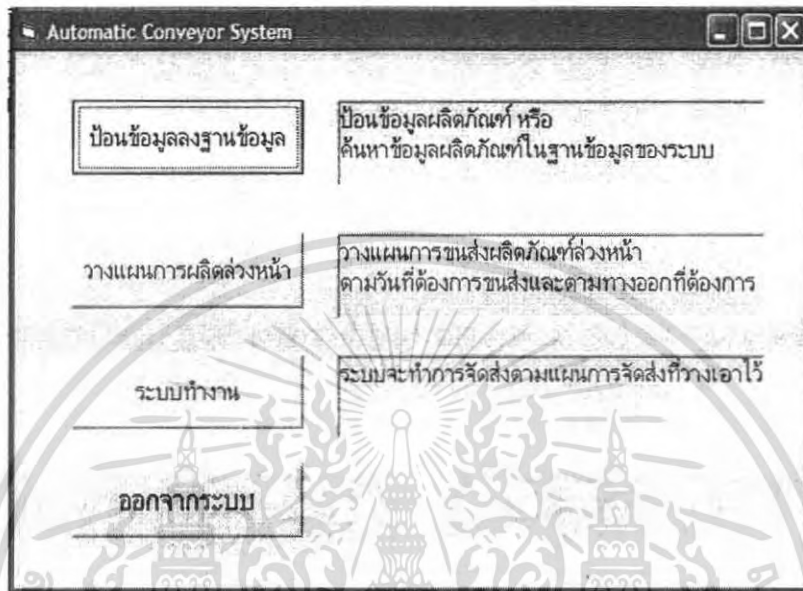 Automatic Conveyor System
ป้อนข้อมูลลงฐานข้อมูล
ป้อนข้อมูลผลิตภัณฑ์ หรือ
ค้นหาข้อมูลผลิตภัณฑ์ในฐานข้อมูลของระบบ
วางแผนการผลิตล่วงหน้า
วางแผนการขนส่งผลิตภัณฑ์ล่วงหน้า
ตามวันที่ต้องการขนส่งและตามทางออกที่ต้องการ
ระบบทำงาน
ระบบจะทำการจัดส่งตามแผนการจัดส่งที่วางเอาไว้
ออกจากระบบ